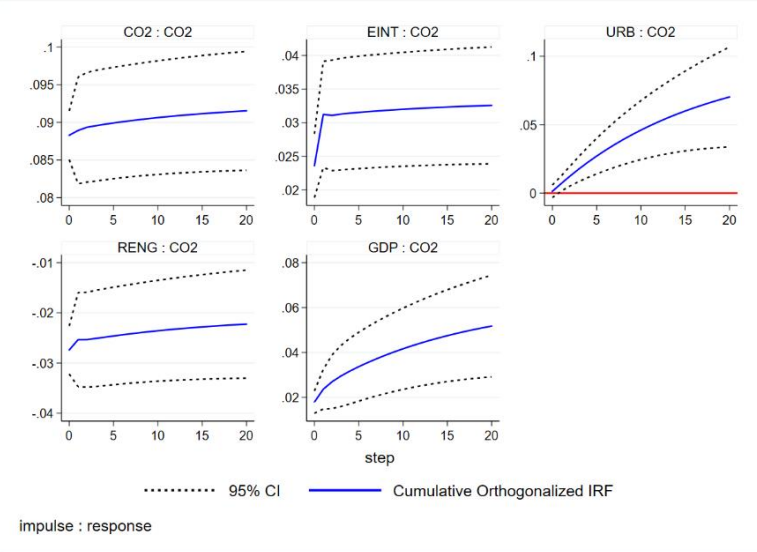 CO2 : CO2
EINT : CO2
URB : CO2
.1
.095
.09
.085
.08
0 5 10 15 20
.04
.035
.03
.025
.02
0 5 10 15 20
.1
.05
0
0 5 10 15 20
RENG : CO2
GDP : CO2
-.01
-.02
-.03
-.04
0 5 10 15 20
.08
.06
.04
.02
0 5 10 15 20
step
95% CI
Cumulative Orthogonalized IRF
impulse : response